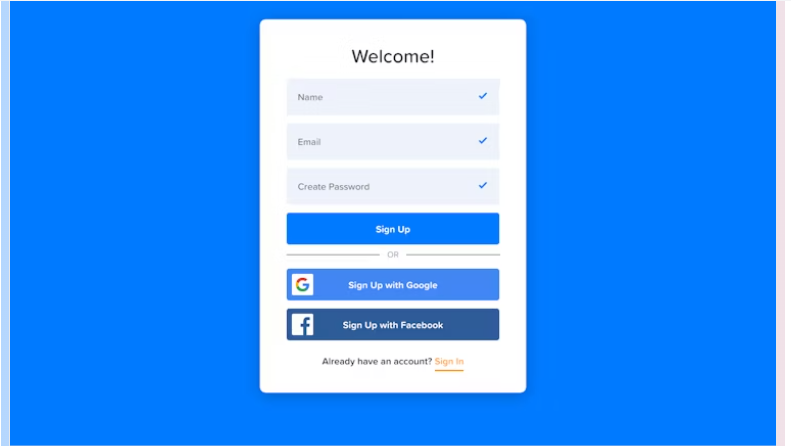 Welcome!
Name
Email
Create Password
Sign Up
OR
Sign Up with Google
Sign Up with Facebook
Already have an account? Sign In